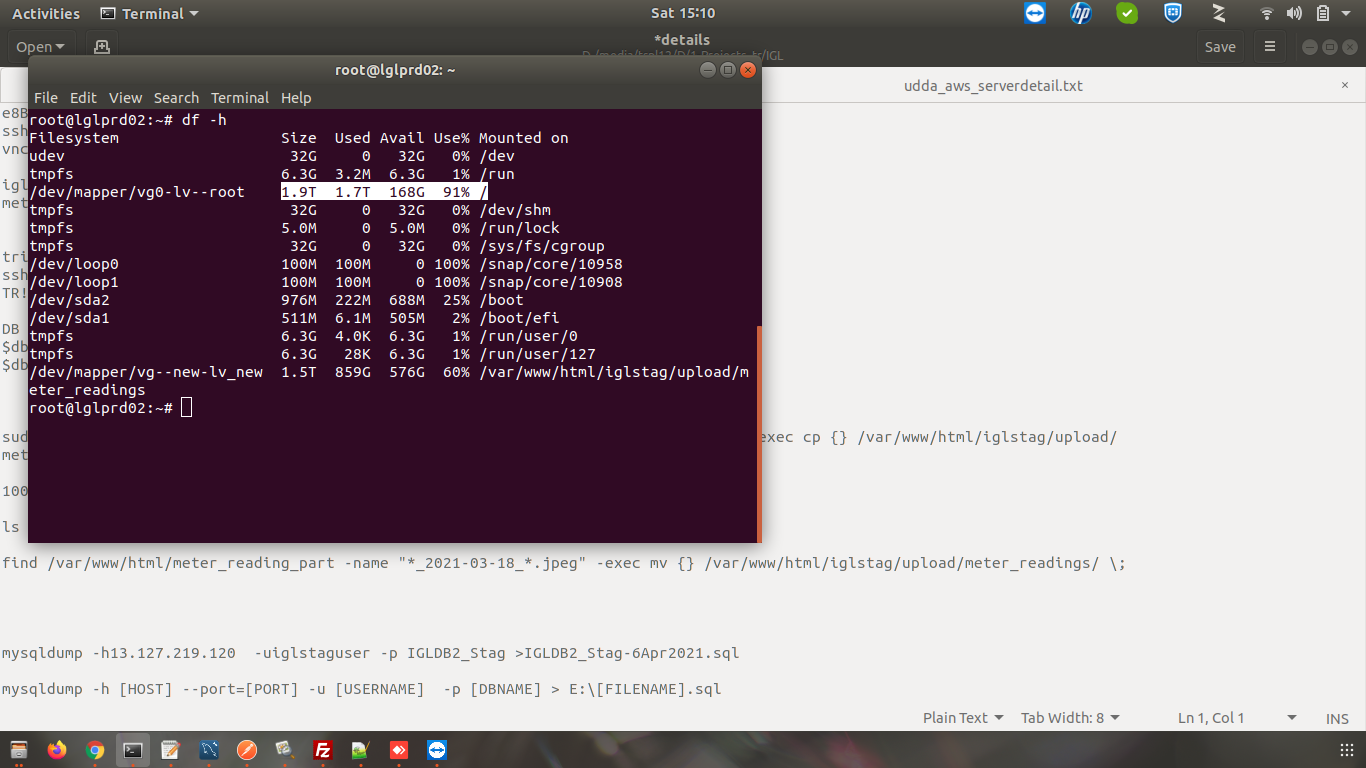 Activities Terminal Sat 15:10
Open *details Save
D /media/trpl12/D/1-Projects-ts/IGL
root@lglprd02: ~
udda_aws_serverdetail.txt ×
File Edit View Search Terminal Help
root@lglprd02:~# df -h
Filesystem Size Used Avail Use% Mounted on
udev 32G 0 32G 0% /dev
tmpfs 6.3G 3.2M 6.3G 1% /run
/dev/mapper/vg0-lv--root 1.9T 1.7T 168G 91% /
tmpfs 32G 0 32G 0% /dev/shm
tmpfs 5.0M 0 5.0M 0% /run/lock
tmpfs 32G 0 32G 0% /sys/fs/cgroup
/dev/loop0 100M 100M 0 100% /snap/core/10958
/dev/loop1 100M 100M 0 100% /snap/core/10908
/dev/sda2 976M 222M 688M 25% /boot
/dev/sda1 511M 6.1M 505M 2% /boot/efi
tmpfs 6.3G 4.0K 6.3G 1% /run/user/0
tmpfs 6.3G 28K 6.3G 1% /run/user/127
/dev/mapper/vg--new-lv_new 1.5T 859G 576G 60% /var/www/html/iglstag/upload/m
eter_readings
root@lglprd02:~#
e8B
ssh
vnc
igl
met
tri
ssh
TR!
DB
$db
$db
sud exec cp {} /var/www/html/iglstag/upload/
met
100
ls
find /var/www/html/meter_reading_part -name "*_2021-03-18_*.jpeg" -exec mv {} /var/www/html/iglstag/upload/meter_readings/ \;
mysqldump -h13.127.219.120 -uiglstaguser -p IGLDB2_Stag >IGLDB2_Stag-6Apr2021.sql
mysqldump -h [HOST] --port=[PORT] -u [USERNAME] -p [DBNAME] > E:\[FILENAME].sql
Plain Text Tab Width: 8 Ln 1, Col 1 INS